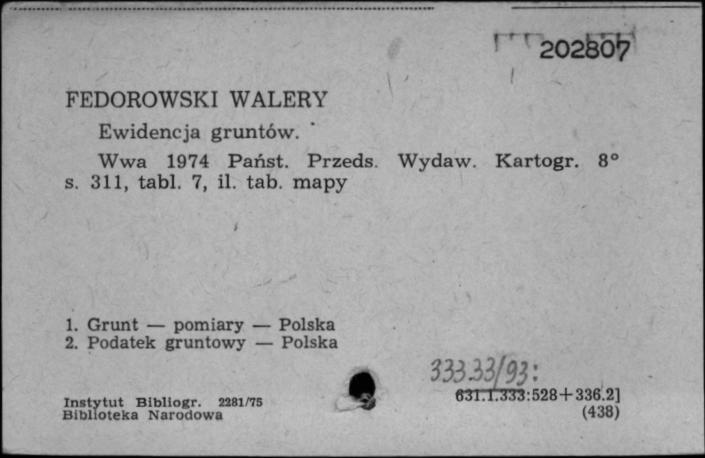 202807
FEDOROWSKI WALERY
Ewidencja gruntów.
Wwa 1974 Państ. Przeds. Wydaw. Kartogr. 8°
s. 311, tabl. 7, il. tab. mapy
1. Grunt — pomiary — Polska
2. Podatek gruntowy — Polska
333.33/93:
631.1.333:528+336.2]
(438)
Instytut Bibliogr. 2281/75
Biblioteka Narodowa